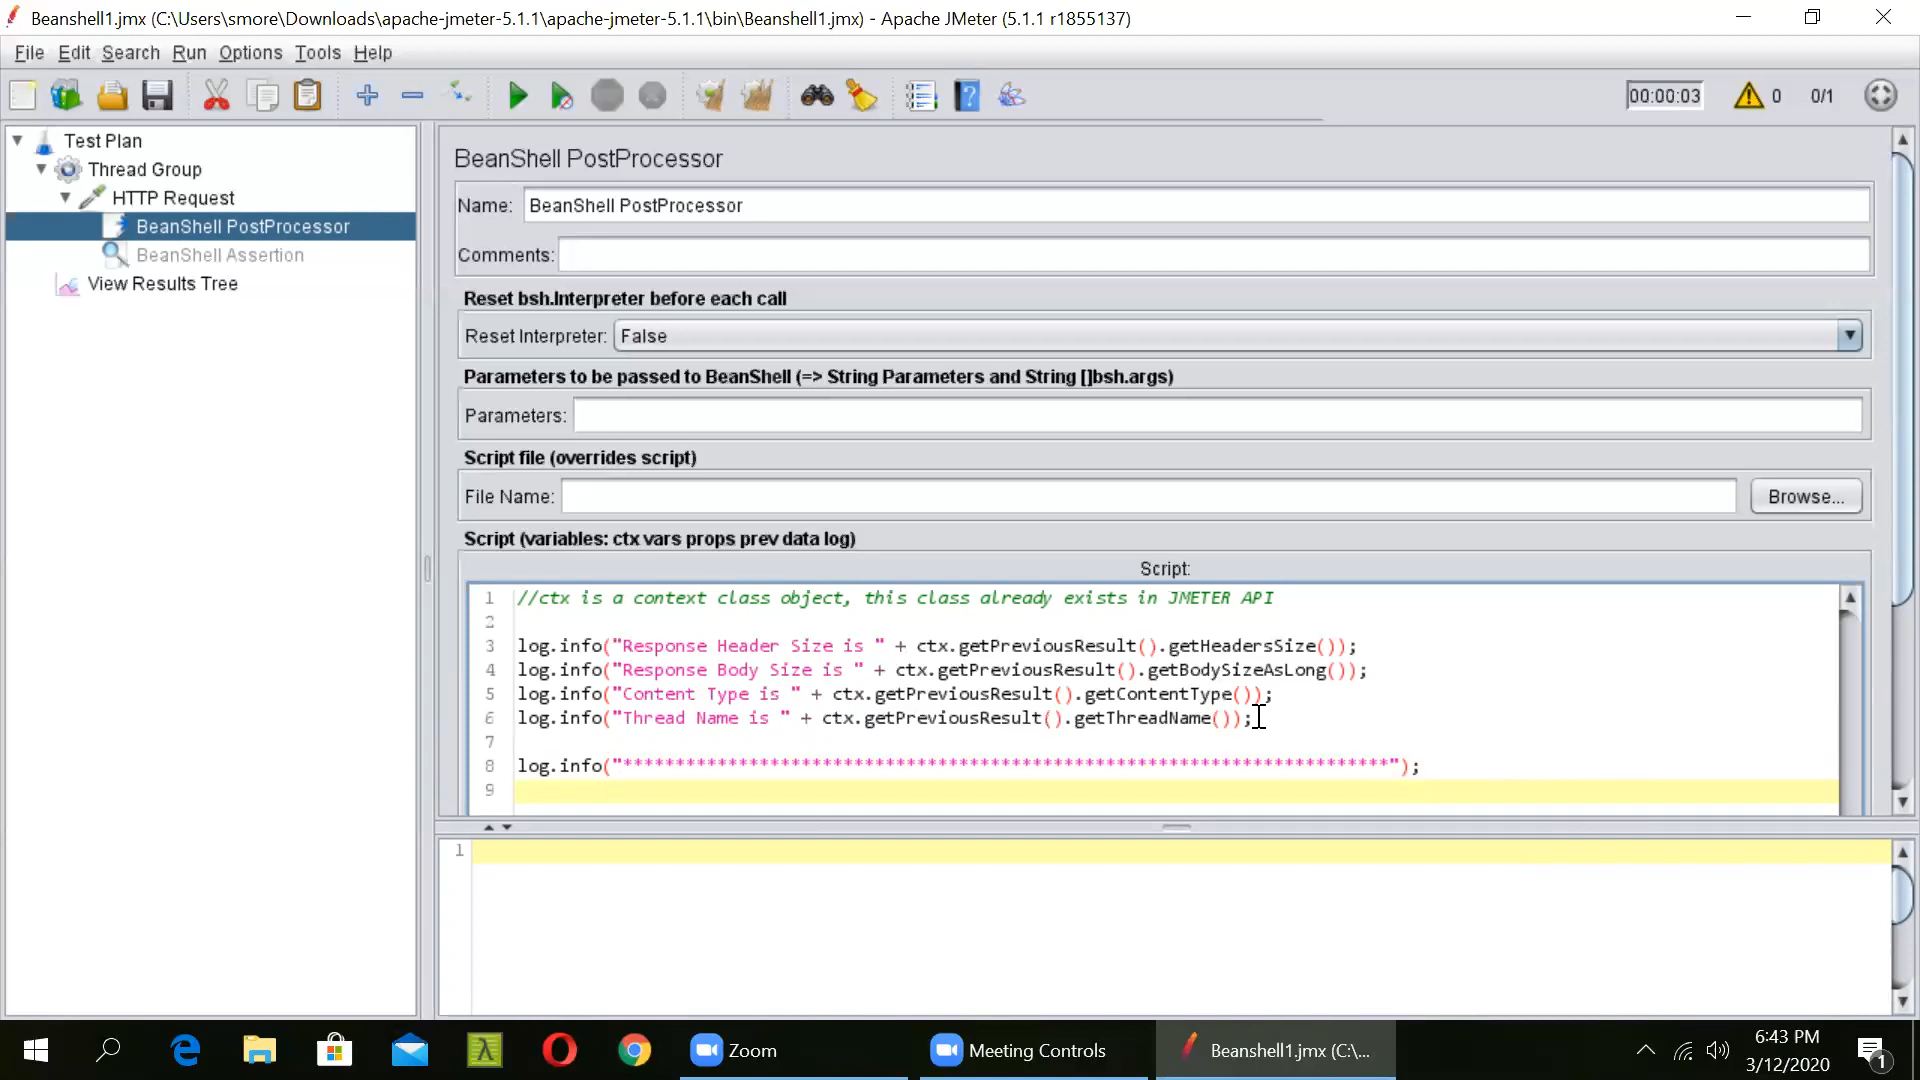 Beanshell1.jmx (C:\Users\smore\Downloads\apache-jmeter-5.1.1\apache-jmeter-5.1.1\bin\Beanshell1.jmx) - Apache JMeter (5.1.1 r1855137)
File Edit Search Run Options Tools Help
00:00:03 0 0/1
Test Plan
Thread Group
HTTP Request
BeanShell PostProcessor
BeanShell Assertion
View Results Tree
BeanShell PostProcessor
Name: BeanShell PostProcessor
Comments:
Reset bsh.Interpreter before each call
Reset Interpreter: False
Parameters to be passed to BeanShell (=> String Parameters and String []bsh.args)
Parameters:
Script file (overrides script)
File Name: Browse...
Script (variables: ctx vars props prev data log)
Script:
1 //ctx is a context class object, this class already exists in JMETER API
2
3 log.info("Response Header Size is " + ctx.getPreviousResult().getHeadersSize());
4 log.info("Response Body Size is " + ctx.getPreviousResult().getBodySizeAsLong());
5 log.info("Content Type is " + ctx.getPreviousResult().getContentType());
6 log.info("Thread Name is " + ctx.getPreviousResult().getThreadName());
7
8 log.info("*************************************************************************");
9
1
Zoom
Meeting Controls
Beanshell1.jmx (C:\...
6:43 PM
3/12/2020
1